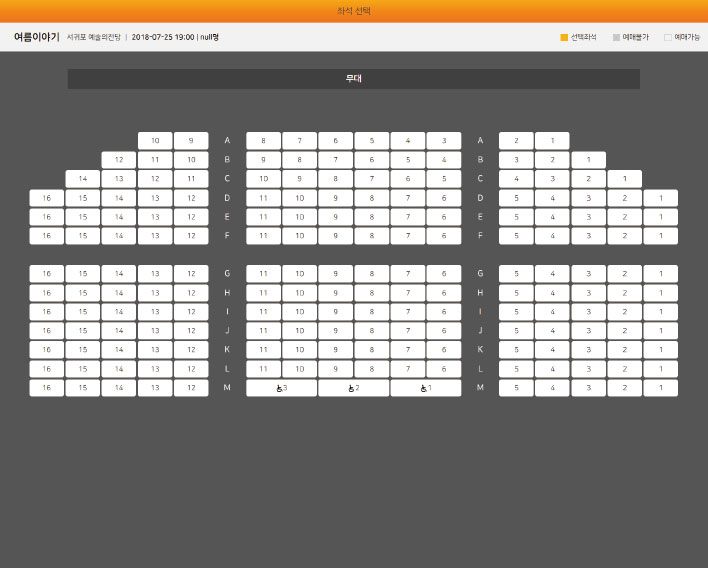 좌석 선택
여름이야기 서귀포 예술의전당 | 2018-07-25 19:00 | null명 선택좌석 예매불가 예매가능
무대
10 9 A 8 7 6 5 4 3 A 2 1
12 11 10 B 9 8 7 6 5 4 B 3 2 1
14 13 12 11 C 10 9 8 7 6 5 C 4 3 2 1
16 15 14 13 12 D 11 10 9 8 7 6 D 5 4 3 2 1
16 15 14 13 12 E 11 10 9 8 7 6 E 5 4 3 2 1
16 15 14 13 12 F 11 10 9 8 7 6 F 5 4 3 2 1
16 15 14 13 12 G 11 10 9 8 7 6 G 5 4 3 2 1
16 15 14 13 12 H 11 10 9 8 7 6 H 5 4 3 2 1
16 15 14 13 12 I 11 10 9 8 7 6 I 5 4 3 2 1
16 15 14 13 12 J 11 10 9 8 7 6 J 5 4 3 2 1
16 15 14 13 12 K 11 10 9 8 7 6 K 5 4 3 2 1
16 15 14 13 12 L 11 10 9 8 7 6 L 5 4 3 2 1
16 15 14 13 12 M 3 2 1 M 5 4 3 2 1